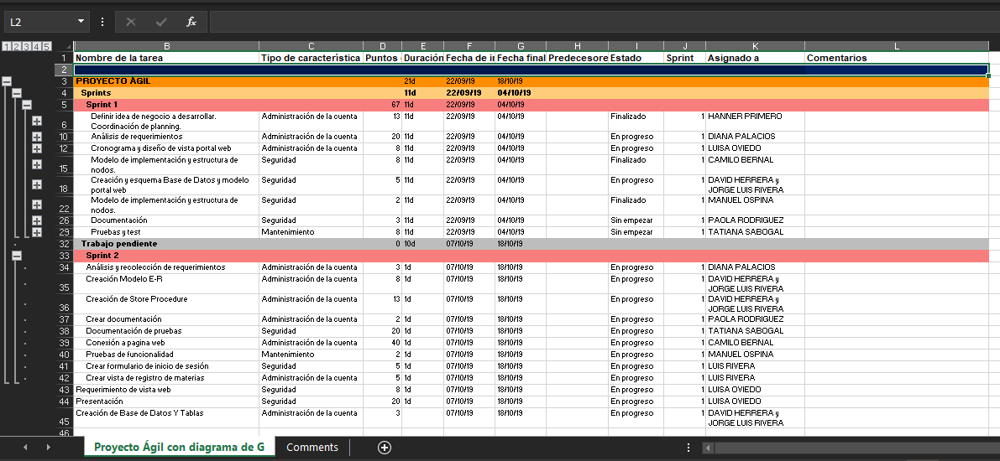 L2 fx
1 2 3 4 5 B C D E F G H I J K L
1 Nombre de la tarea Tipo de característica Puntos Duración Fecha de in Fecha final Predecesore Estado Sprint Asignado a Comentarios
2
3 PROYECTO ÀGIL 21d 22/09/19 18/10/19
4 Sprints 11d 22/09/19 04/10/19
5 Sprint 1 67 11d 22/09/19 04/10/19
6 Definir idea de negocio a desarrollar. Administración de la cuenta 13 11d 22/09/19 04/10/19 Finalizado 1 HANNER PRIMERO
Coordinación de planning.
10 Análisis de requerimientos Administración de la cuenta 20 11d 22/09/19 04/10/19 En progreso 1 DIANA PALACIOS
12 Cronograma y diseño de vista portal web Administración de la cuenta 8 11d 22/09/19 04/10/19 En progreso 1 LUISA OVIEDO
15 Modelo de implementación y estructura de Seguridad 8 11d 22/09/19 04/10/19 Finalizado 1 CAMILO BERNAL
nodos.
18 Creación y esquema Base de Datos y modelo Seguridad 5 11d 22/09/19 04/10/19 En progreso 1 DAVID HERRERA y
portal web JORGE LUIS RIVERA
22 Modelo de implementación y estructura de Seguridad 2 11d 22/09/19 04/10/19 Finalizado 1 MANUEL OSPINA
nodos.
26 Documentación Seguridad 3 11d 22/09/19 04/10/19 Sin empezar 1 PAOLA RODRIGUEZ
29 Pruebas y test Mantenimiento 8 11d 22/09/19 04/10/19 Sin empezar 1 TATIANA SABOGAL
32 Trabajo pendiente 0 10d 07/10/19 18/10/19
33 Sprint 2
34 Análisis y recolección de requerimientos Administración de la cuenta 3 1d 07/10/19 18/10/19 En progreso 1 DIANA PALACIOS
35 Creación Modelo E-R Administración de la cuenta 8 1d 07/10/19 18/10/19 En progreso 1 DAVID HERRERA y
JORGE LUIS RIVERA
36 Creación de Store Procedure Administración de la cuenta 13 1d 07/10/19 18/10/19 En progreso 1 DAVID HERRERA y
JORGE LUIS RIVERA
37 Crear documentación Administración de la cuenta 2 1d 07/10/19 18/10/19 En progreso 1 PAOLA RODRIGUEZ
38 Documentación de pruebas Seguridad 20 1d 07/10/19 18/10/19 En progreso 1 TATIANA SABOGAL
39 Conexión a pagina web Administración de la cuenta 40 1d 07/10/19 18/10/19 En progreso 1 CAMILO BERNAL
40 Pruebas de funcionalidad Mantenimiento 2 1d 07/10/19 18/10/19 En progreso 1 MANUEL OSPINA
41 Crear formulario de inicio de sesión Seguridad 5 1d 07/10/19 18/10/19 En progreso 1 LUIS RIVERA
42 Crear vista de registro de materias Administración de la cuenta 5 1d 07/10/19 18/10/19 En progreso 1 LUIS RIVERA
43 Requerimiento de vista web Seguridad 8 1d 07/10/19 18/10/19 En progreso 1 LUISA OVIEDO
44 Presentación Seguridad 20 1d 07/10/19 18/10/19 En progreso 1 LUISA OVIEDO
45 Creación de Base de Datos Y Tablas Administración de la cuenta 3 07/10/19 18/10/19 En progreso 1 DAVID HERRERA y
JORGE LUIS RIVERA
46
Proyecto Ágil con diagrama de G Comments